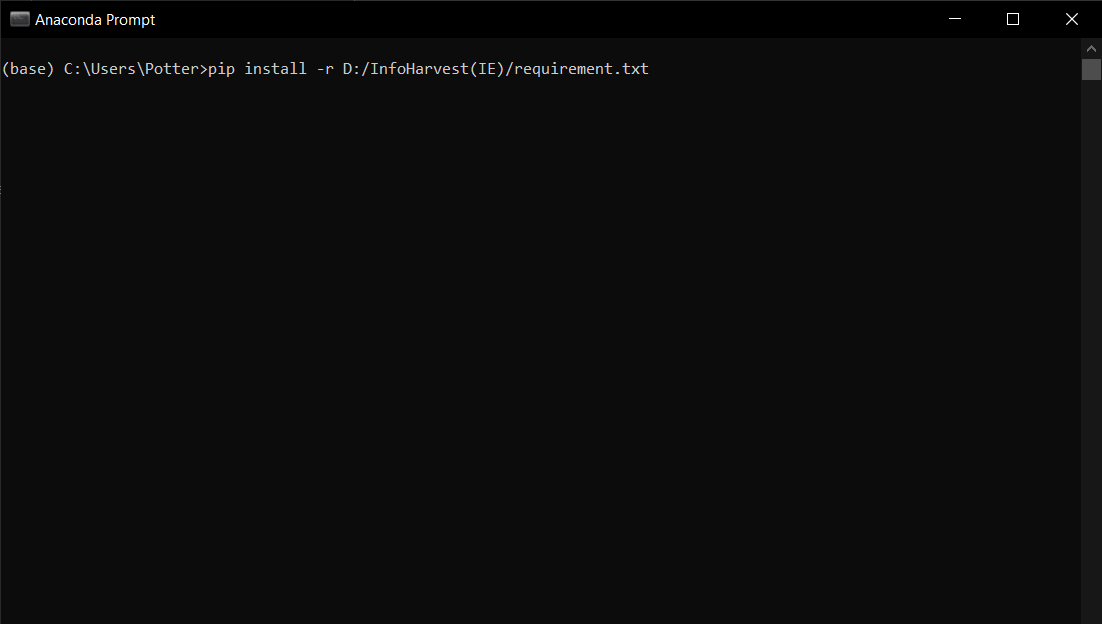 Anaconda Prompt
(base) C:\Users\Potter>pip install -r D:/InfoHarvest(IE)/requirement.txt